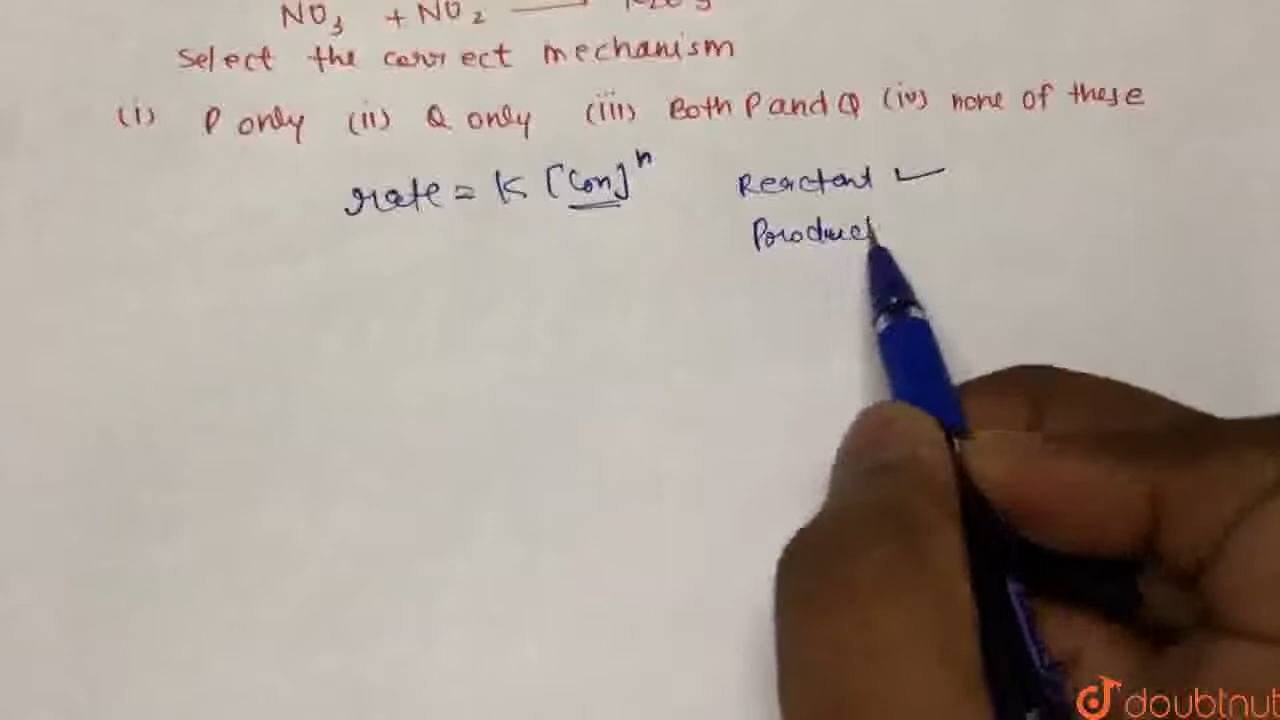 NO3 + NO2 ⟶
Select the correct mechanism
(i) P only (ii) Q only (iii) Both P and Q (iv) none of these
rate = K [Con]^n
Reactant ✓
Product
doubtnut